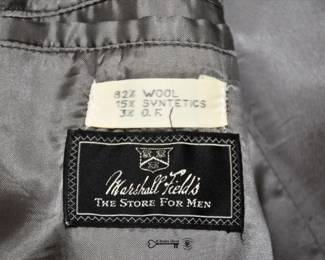 82% WOOL
15% SYNTETICS
3% O.F.
Marshall Field's
THE STORE FOR MEN